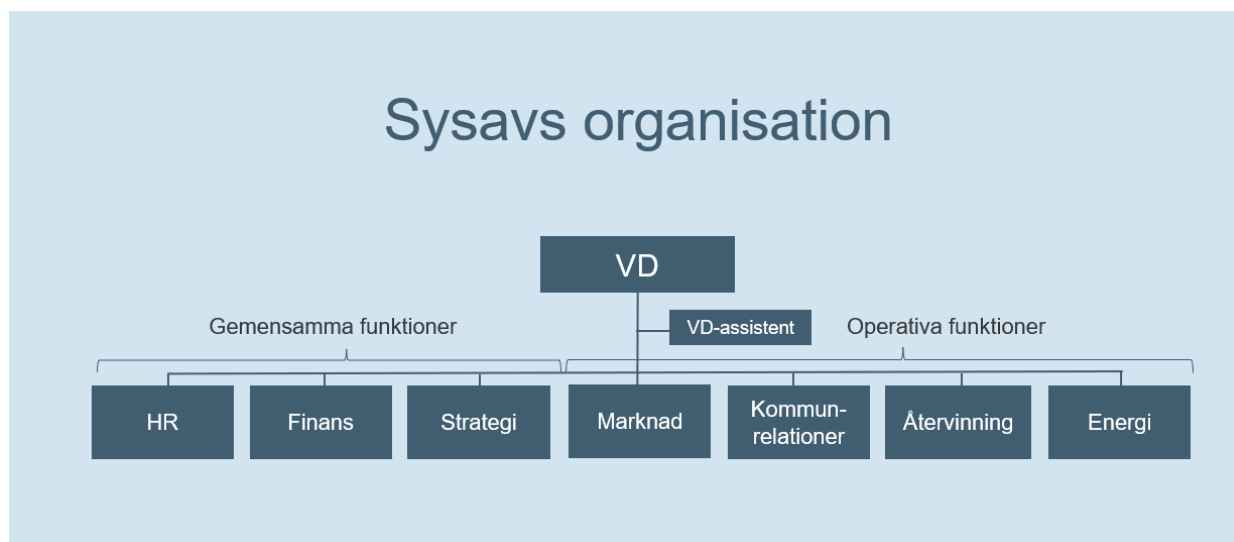 Sysavs organisation
VD
VD-assistent
Gemensamma funktioner
Operativa funktioner
HR
Finans
Strategi
Marknad
Kommun-
relationer
Återvinning
Energi